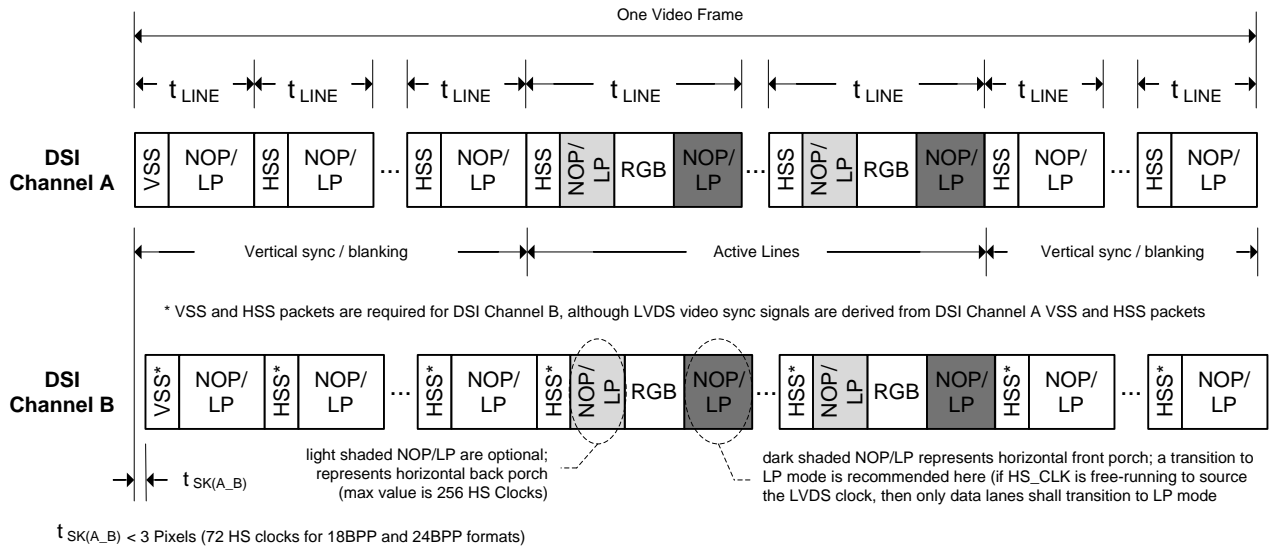 One Video Frame
t LINE t LINE t LINE t LINE t LINE t LINE t LINE
DSI
Channel A
VSS NOP/
LP HSS NOP/
LP ... HSS NOP/
LP HSS NOP/
LP RGB NOP/
LP ... HSS NOP/
LP RGB NOP/
LP HSS NOP/
LP ... HSS NOP/
LP
Vertical sync / blanking Active Lines Vertical sync / blanking
* VSS and HSS packets are required for DSI Channel B, although LVDS video sync signals are derived from DSI Channel A VSS and HSS packets
DSI
Channel B
VSS* NOP/
LP HSS* NOP/
LP ... HSS* NOP/
LP HSS* NOP/
LP RGB NOP/
LP ... HSS* NOP/
LP RGB NOP/
LP HSS* NOP/
LP ... HSS* NOP/
LP
light shaded NOP/LP are optional;
represents horizontal back porch
(max value is 256 HS Clocks)
dark shaded NOP/LP represents horizontal front porch; a transition to
LP mode is recommended here (if HS_CLK is free-running to source
the LVDS clock, then only data lanes shall transition to LP mode
t SK(A_B)
t SK(A_B) < 3 Pixels (72 HS clocks for 18BPP and 24BPP formats)